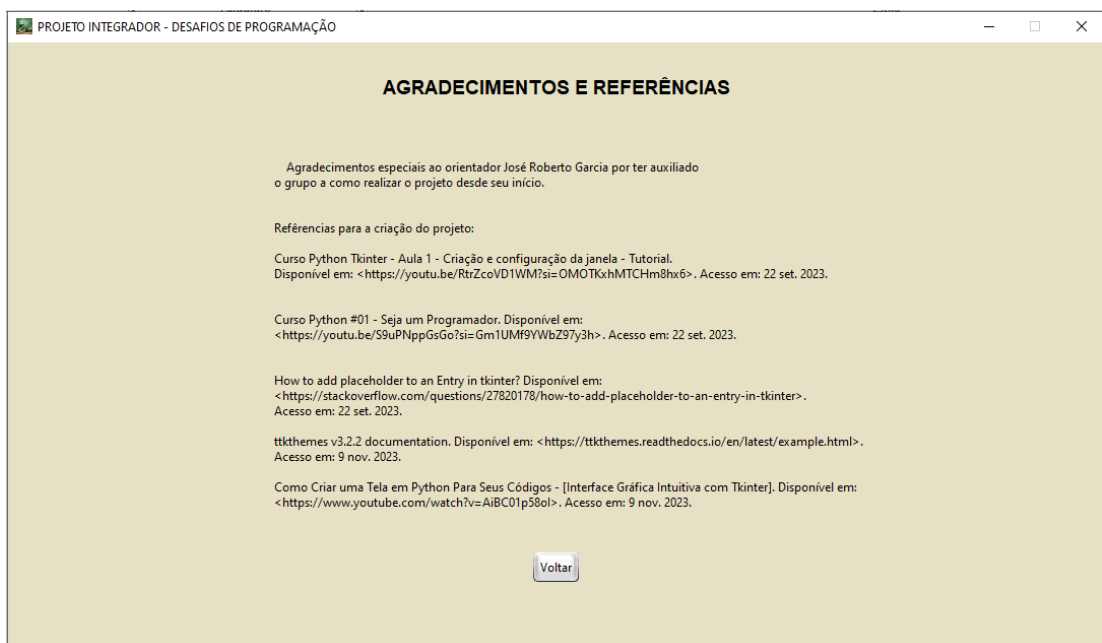 PROJETO INTEGRADOR - DESAFIOS DE PROGRAMAÇÃO
AGRADECIMENTOS E REFERÊNCIAS
Agradecimentos especiais ao orientador José Roberto Garcia por ter auxiliado
o grupo a como realizar o projeto desde seu início.
Refêrencias para a criação do projeto:
Curso Python Tkinter - Aula 1 - Criação e configuração da janela - Tutorial.
Disponível em: <https://youtu.be/RtrZcoVD1WM?si=OMOTKxhMTCHm8hx6>. Acesso em: 22 set. 2023.
Curso Python #01 - Seja um Programador. Disponível em:
<https://youtu.be/S9uPNppGsGo?si=Gm1UMf9YWbZ97y3h>. Acesso em: 22 set. 2023.
How to add placeholder to an Entry in tkinter? Disponível em:
<https://stackoverflow.com/questions/27820178/how-to-add-placeholder-to-an-entry-in-tkinter>.
Acesso em: 22 set. 2023.
ttkthemes v3.2.2 documentation. Disponível em: <https://ttkthemes.readthedocs.io/en/latest/example.html>.
Acesso em: 9 nov. 2023.
Como Criar uma Tela em Python Para Seus Códigos - [Interface Gráfica Intuitiva com Tkinter]. Disponível em:
<https://www.youtube.com/watch?v=AiBC01p58oI>. Acesso em: 9 nov. 2023.
Voltar